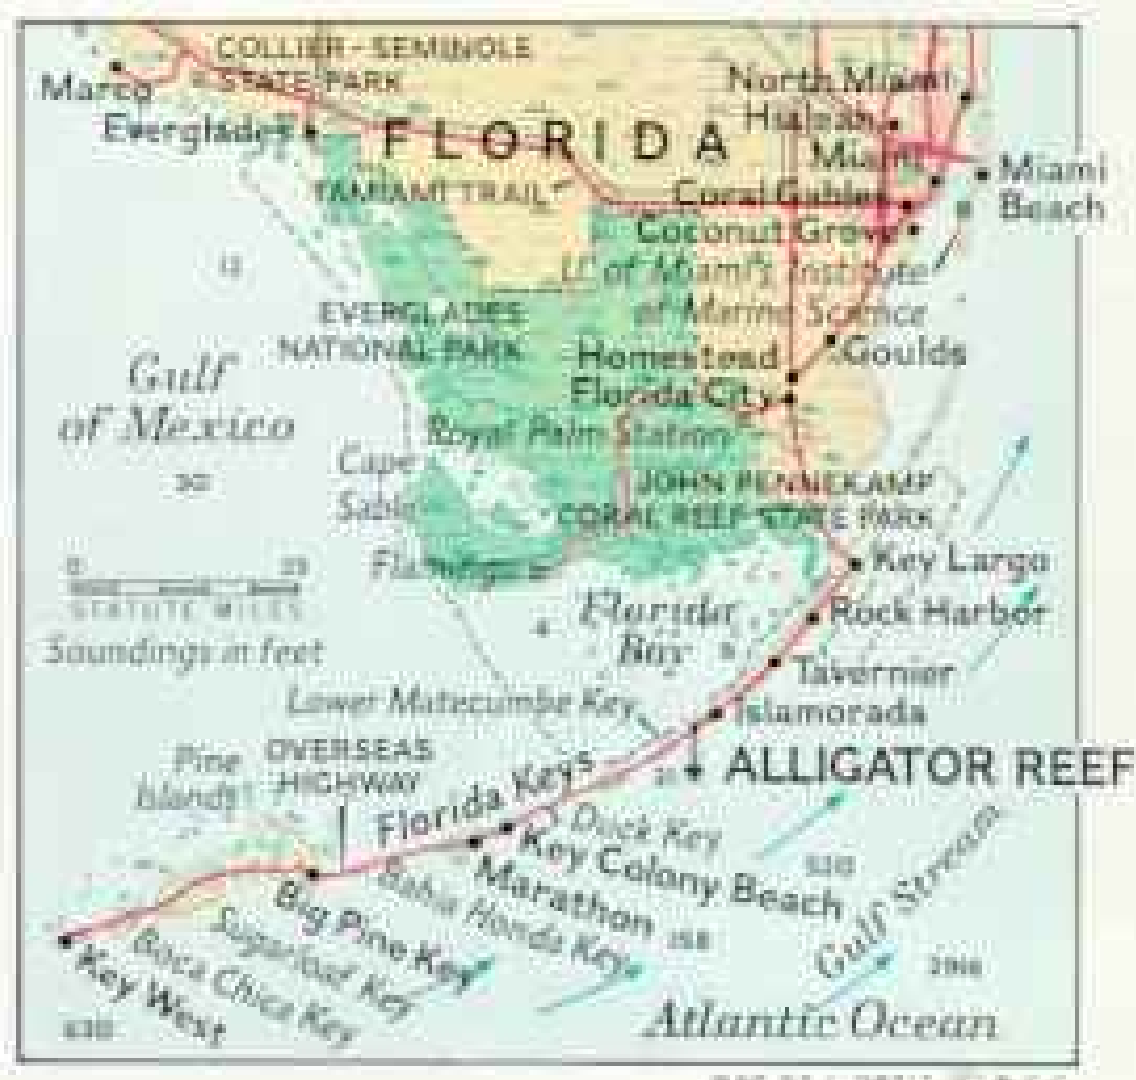 COLLIER-SEMINOLE
STATE PARK
Marco
Everglades
FLORIDA
TAMIAMI TRAIL
North Miami
Hialeah
Miami
Miami
Beach
Coral Gables
Coconut Grove
U. of Miami's Institute
of Marine Science
EVERGLADES
NATIONAL PARK
Homestead
Goulds
Florida City
Gulf
of Mexico
Royal Palm Station
Cape
Sable
JOHN PENNEKAMP
CORAL REEF STATE PARK
Flamingo
Key Largo
Florida
Bay
Rock Harbor
STATUTE MILES
Soundings in feet
Tavernier
Lower Matecumbe Key
Islamorada
Pine
Islands
OVERSEAS
HIGHWAY
ALLIGATOR REEF
Florida Keys
Duck Key
Key Colony Beach
Marathon
Bahia Honda Key
Big Pine Key
Sugarloaf Key
Boca Chica Key
Key West
Gulf Stream
Atlantic Ocean